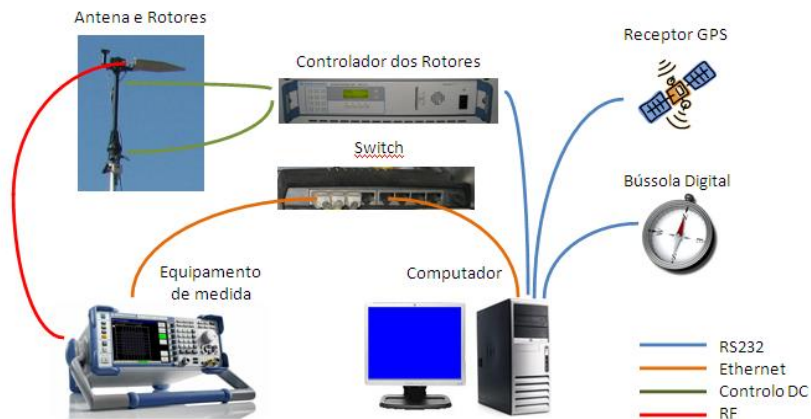 Antena e Rotores
Controlador dos Rotores
Receptor GPS
Switch
Bússola Digital
Equipamento
de medida
Computador
RS232
Ethernet
Controlo DC
RF